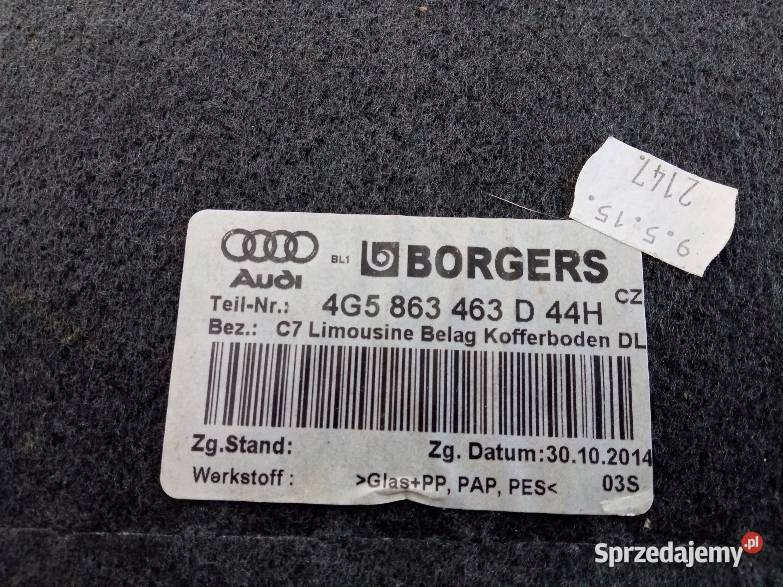 Audi BL1 BORGERS
CZ
Teil-Nr.: 4G5 863 463 D 44H
Bez.: C7 Limousine Belag Kofferboden DL
Zg.Stand: Zg. Datum:30.10.2014
Werkstoff : >Glas+PP, PAP, PES< 03S
9.5.15.
2147.
Sprzedajemy.pl